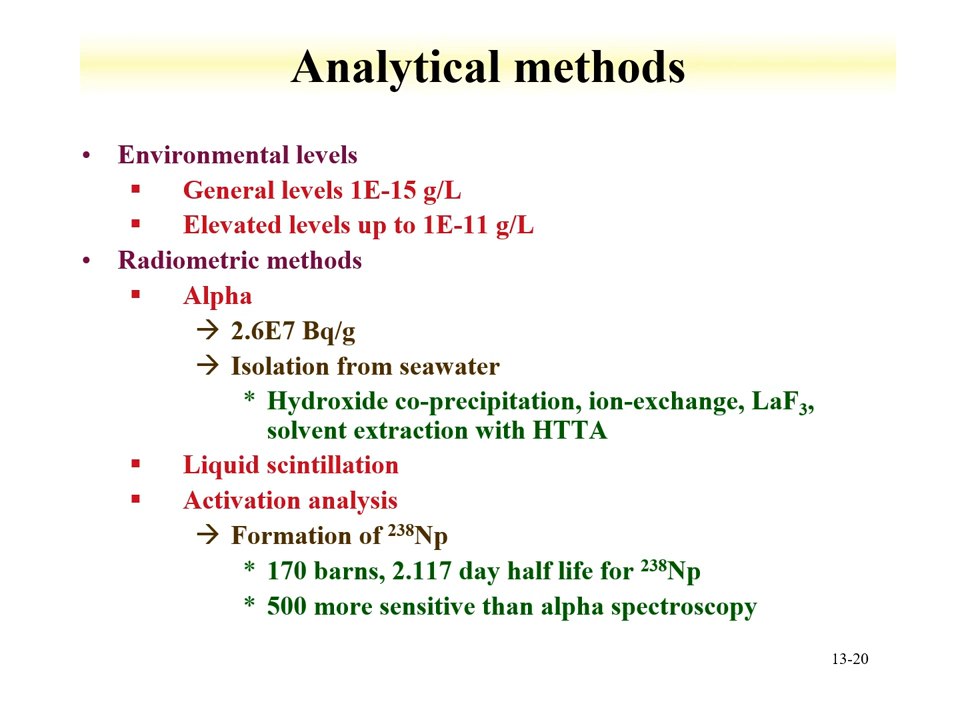 Analytical methods
• Environmental levels
▪ General levels 1E-15 g/L
▪ Elevated levels up to 1E-11 g/L
• Radiometric methods
▪ Alpha
→ 2.6E7 Bq/g
→ Isolation from seawater
* Hydroxide co-precipitation, ion-exchange, LaF₃,
solvent extraction with HTTA
▪ Liquid scintillation
▪ Activation analysis
→ Formation of ²³⁸Np
* 170 barns, 2.117 day half life for ²³⁸Np
* 500 more sensitive than alpha spectroscopy
13-20